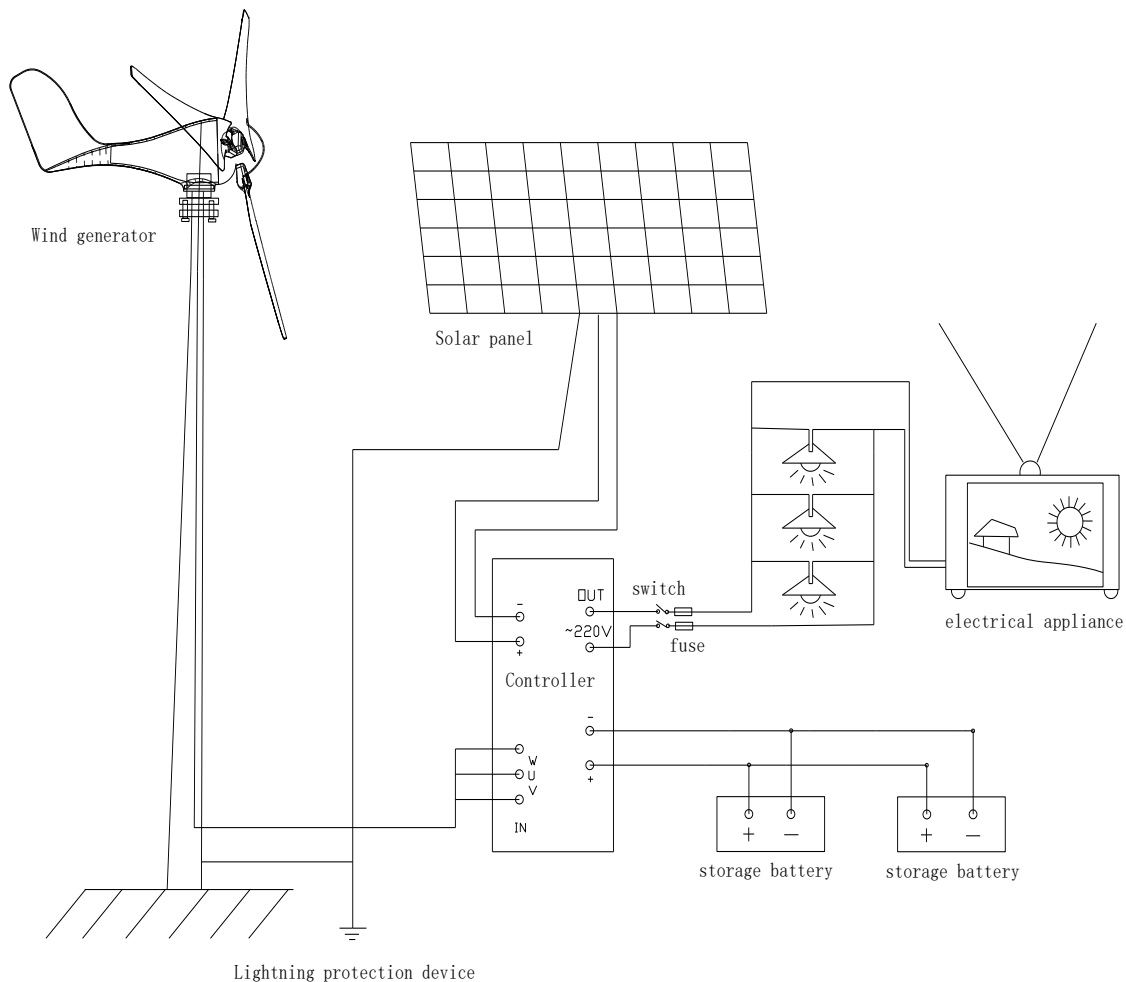 Wind generator
Solar panel
switch
OUT
-
~220V
+
fuse
electrical appliance
Controller
-
W
U
+
V
IN
+ −
+ −
storage battery
storage battery
Lightning protection device